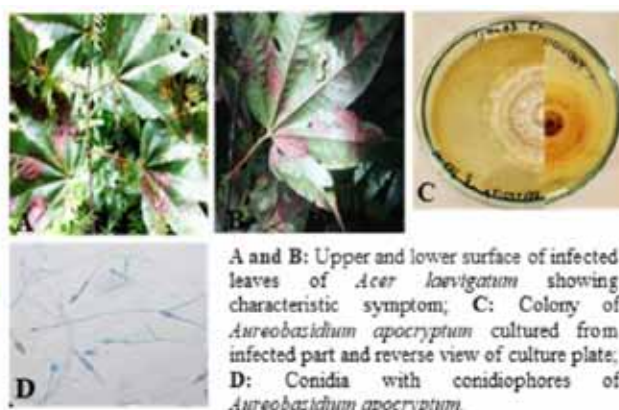 A
B
C
D
A and B: Upper and lower surface of infected
leaves of Acer laevigatum showing
characteristic symptom; C: Colony of
Aureobasidium apocryptum cultured from
infected part and reverse view of culture plate;
D: Conidia with conidiophores of
Aureobasidium apocryptum.